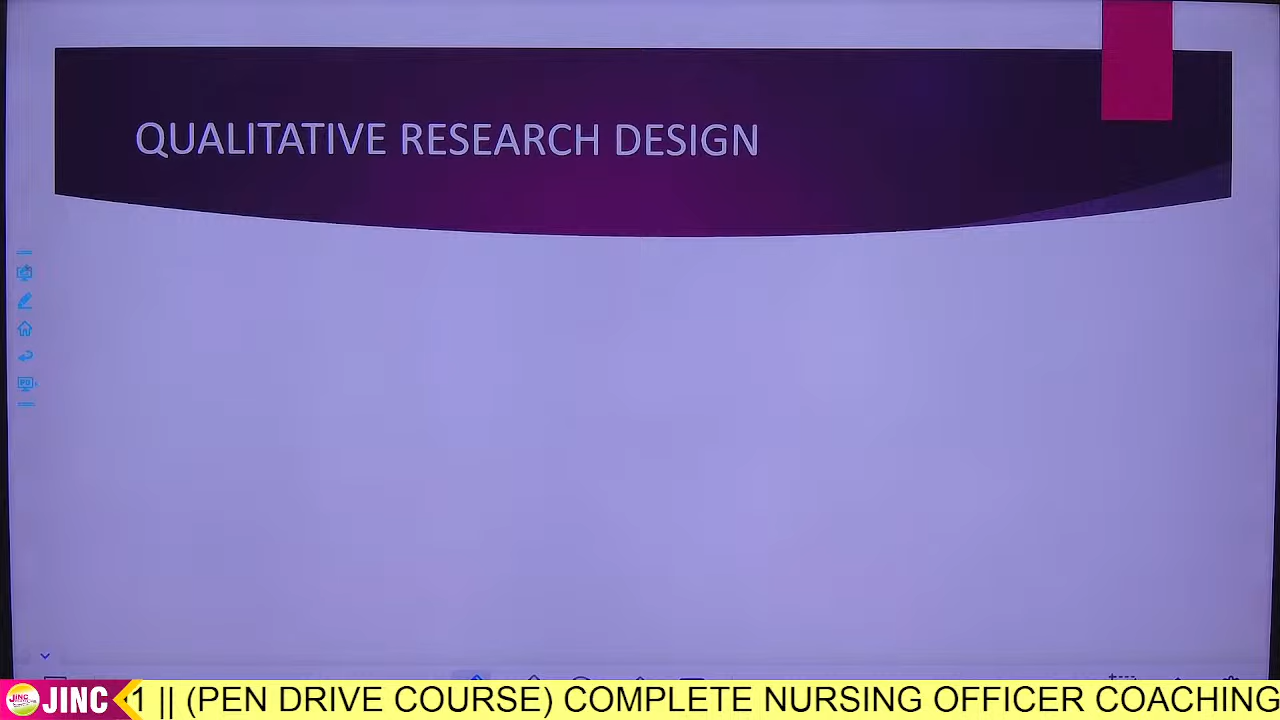 QUALITATIVE RESEARCH DESIGN
JINC 1 || (PEN DRIVE COURSE) COMPLETE NURSING OFFICER COACHING